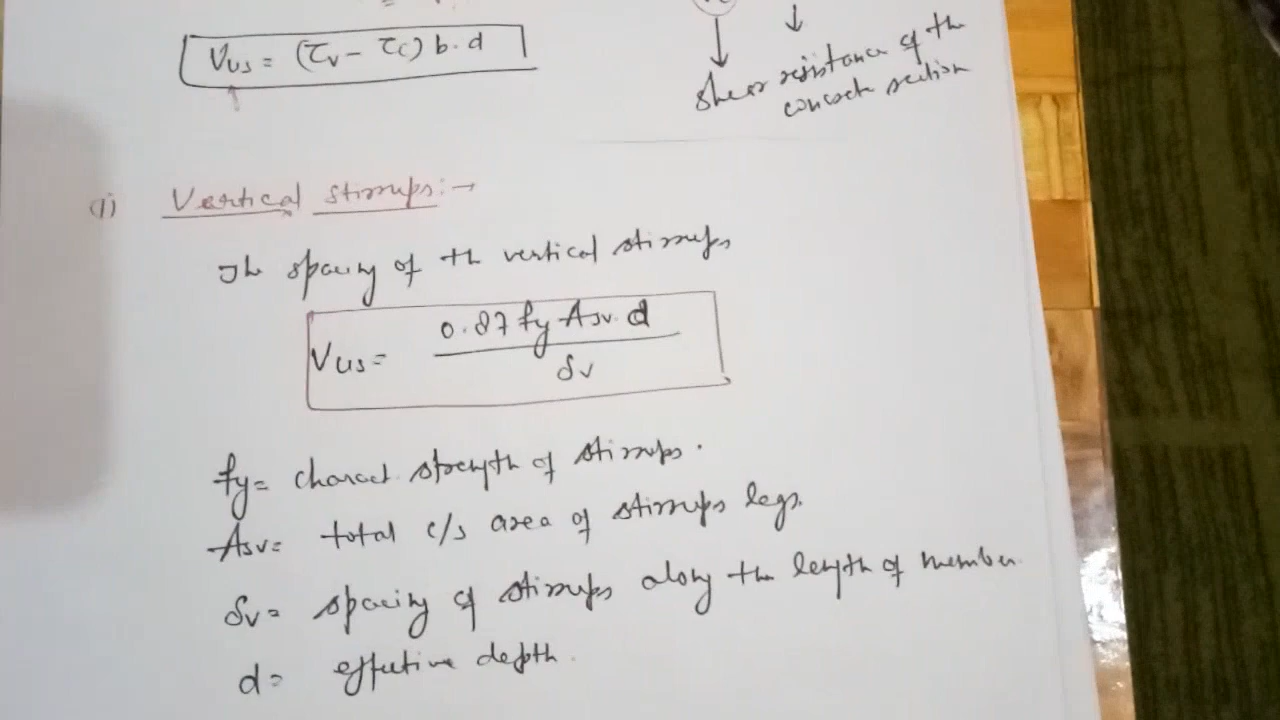 Vus = (τv - τc) b.d
shear resistance of the
concrete section
(i) Vertical stirrups:→
The spacing of the vertical stirrups
Vus = 0.87 fy Asv. d
Sv
fy = charact. strength of stirrups.
Asv = total c/s area of stirrups legs.
Sv = spacing of stirrups along the length of member.
d = effective depth.